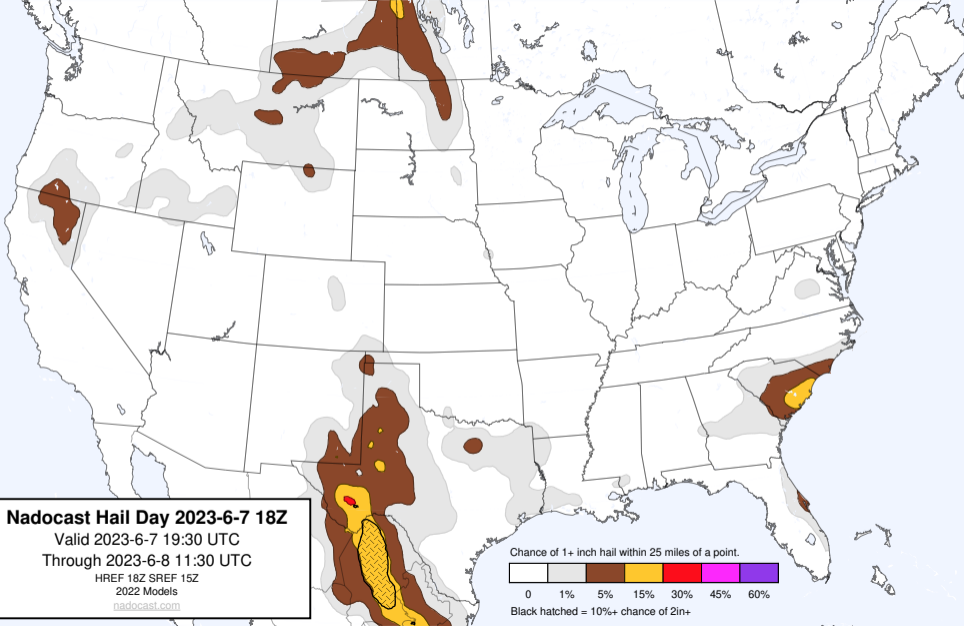 Nadocast Hail Day 2023-6-7 18Z
Valid 2023-6-7 19:30 UTC
Through 2023-6-8 11:30 UTC
HREF 18Z SREF 15Z
2022 Models
nadocast.com
Chance of 1+ inch hail within 25 miles of a point.
0 1% 5% 15% 30% 45% 60%
Black hatched = 10%+ chance of 2in+